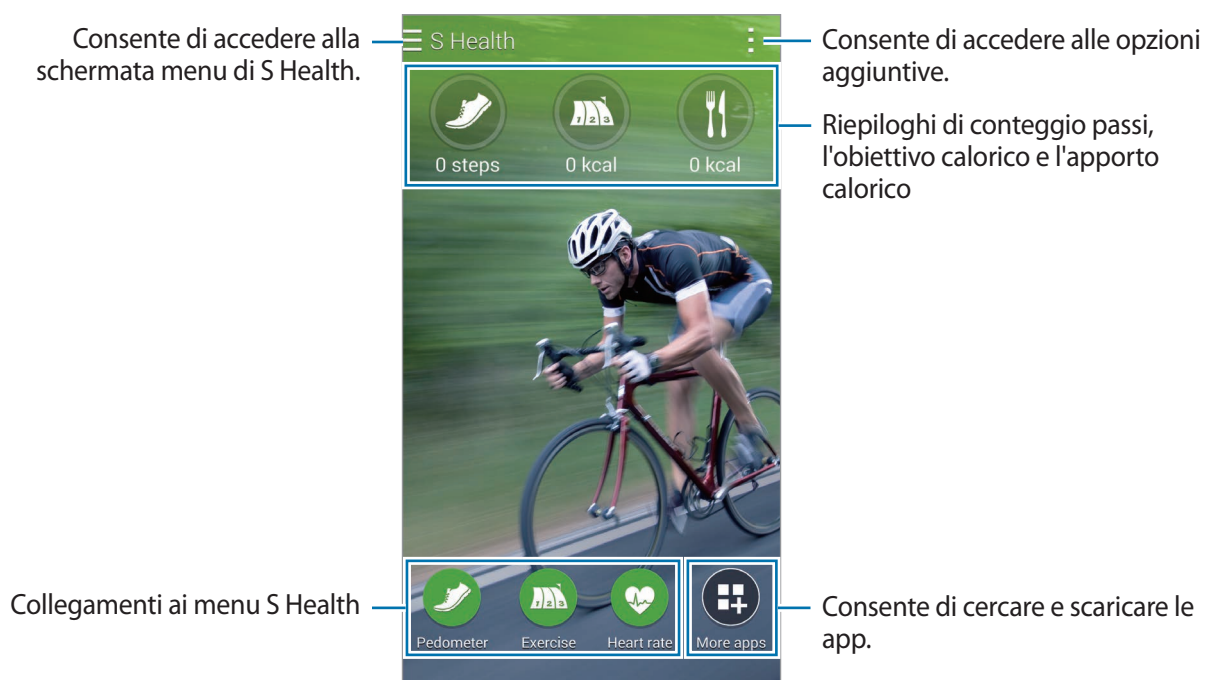 Consente di accedere alla
schermata menu di S Health.
S Health
Consente di accedere alle opzioni
aggiuntive.
0 steps
0 kcal
0 kcal
Riepiloghi di conteggio passi,
l'obiettivo calorico e l'apporto
calorico
Collegamenti ai menu S Health
Pedometer
Exercise
Heart rate
More apps
Consente di cercare e scaricare le
app.